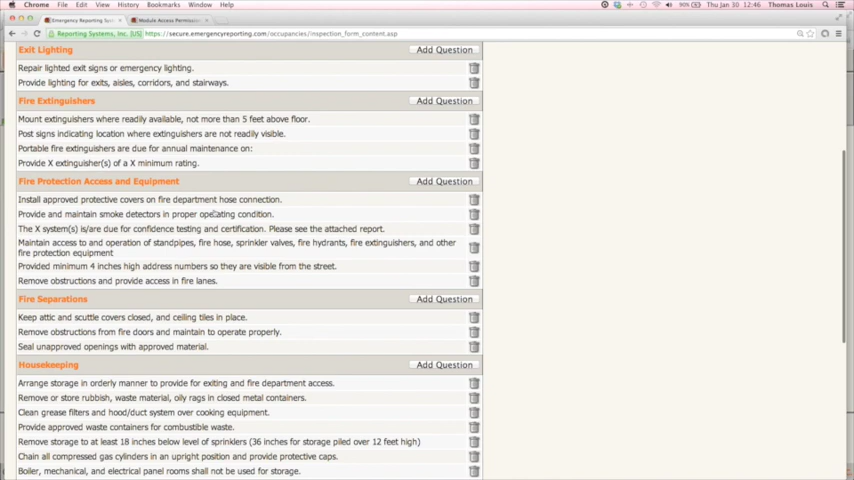 Chrome File Edit View History Bookmarks Window Help
90% Thu Jan 30 12:46 Thomas Louis
Emergency Reporting Sys
Module Access Permission
Reporting Systems, Inc. [US] https://secure.emergencyreporting.com/occupancies/inspection_form_content.asp
Exit Lighting
Add Question
Repair lighted exit signs or emergency lighting.
Provide lighting for exits, aisles, corridors, and stairways.
Fire Extinguishers
Add Question
Mount extinguishers where readily available, not more than 5 feet above floor.
Post signs indicating location where extinguishers are not readily visible.
Portable fire extinguishers are due for annual maintenance on:
Provide X extinguisher(s) of a X minimum rating.
Fire Protection Access and Equipment
Add Question
Install approved protective covers on fire department hose connection.
Provide and maintain smoke detectors in proper operating condition.
The X system(s) is/are due for confidence testing and certification. Please see the attached report.
Maintain access to and operation of standpipes, fire hose, sprinkler valves, fire hydrants, fire extinguishers, and other
fire protection equipment
Provided minimum 4 inches high address numbers so they are visible from the street.
Remove obstructions and provide access in fire lanes.
Fire Separations
Add Question
Keep attic and scuttle covers closed, and ceiling tiles in place.
Remove obstructions from fire doors and maintain to operate properly.
Seal unapproved openings with approved material.
Housekeeping
Add Question
Arrange storage in orderly manner to provide for exiting and fire department access.
Remove or store rubbish, waste material, oily rags in closed metal containers.
Clean grease filters and hood/duct system over cooking equipment.
Provide approved waste containers for combustible waste.
Remove storage to at least 18 inches below level of sprinklers (36 inches for storage piled over 12 feet high)
Chain all compressed gas cylinders in an upright position and provide protective caps.
Boiler, mechanical, and electrical panel rooms shall not be used for storage.